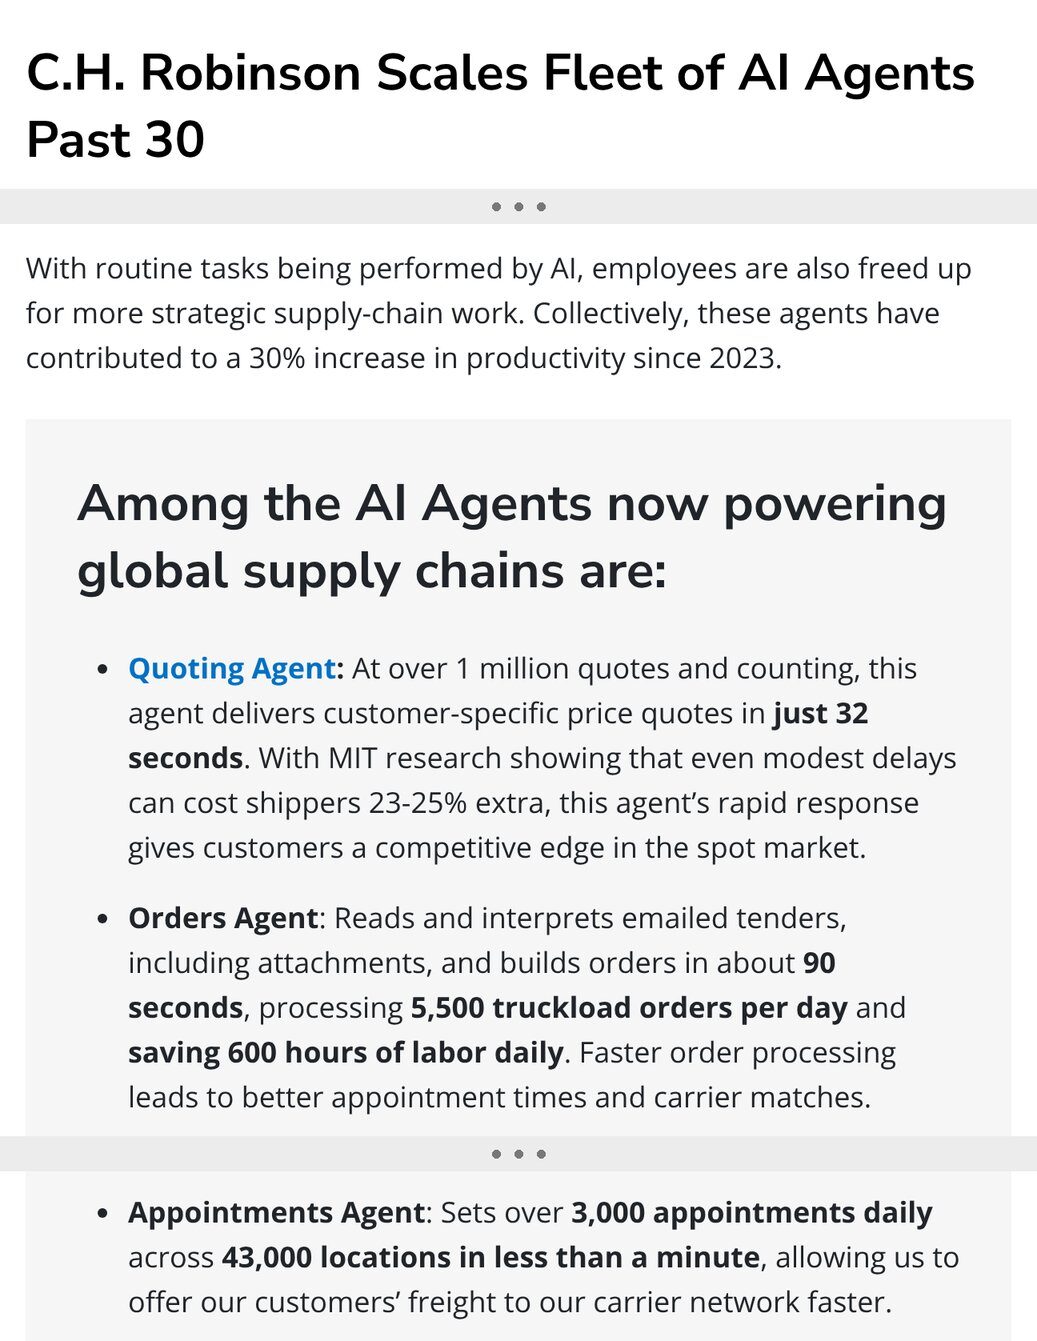 C.H. Robinson Scales Fleet of AI Agents
Past 30
With routine tasks being performed by AI, employees are also freed up
for more strategic supply-chain work. Collectively, these agents have
contributed to a 30% increase in productivity since 2023.
Among the AI Agents now powering
global supply chains are:
• Quoting Agent: At over 1 million quotes and counting, this
agent delivers customer-specific price quotes in just 32
seconds. With MIT research showing that even modest delays
can cost shippers 23-25% extra, this agent’s rapid response
gives customers a competitive edge in the spot market.
• Orders Agent: Reads and interprets emailed tenders,
including attachments, and builds orders in about 90
seconds, processing 5,500 truckload orders per day and
saving 600 hours of labor daily. Faster order processing
leads to better appointment times and carrier matches.
• Appointments Agent: Sets over 3,000 appointments daily
across 43,000 locations in less than a minute, allowing us to
offer our customers’ freight to our carrier network faster.